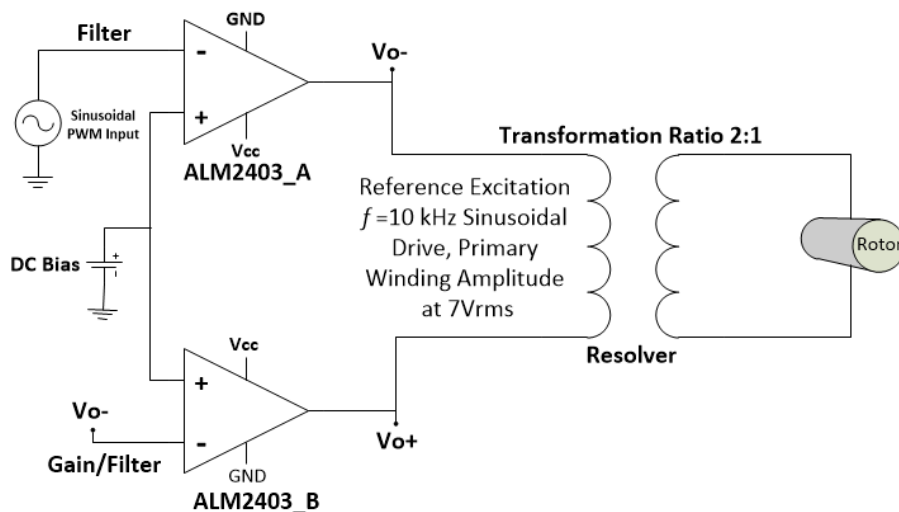 Filter
GND
-
+
Vcc
ALM2403_A
Sinusoidal
PWM Input
Vo-
Transformation Ratio 2:1
Reference Excitation
f =10 kHz Sinusoidal
Drive, Primary
Winding Amplitude
at 7Vrms
Rotor
DC Bias
+
-
Resolver
Vcc
+
-
Vo-
Gain/Filter
GND
ALM2403_B
Vo+